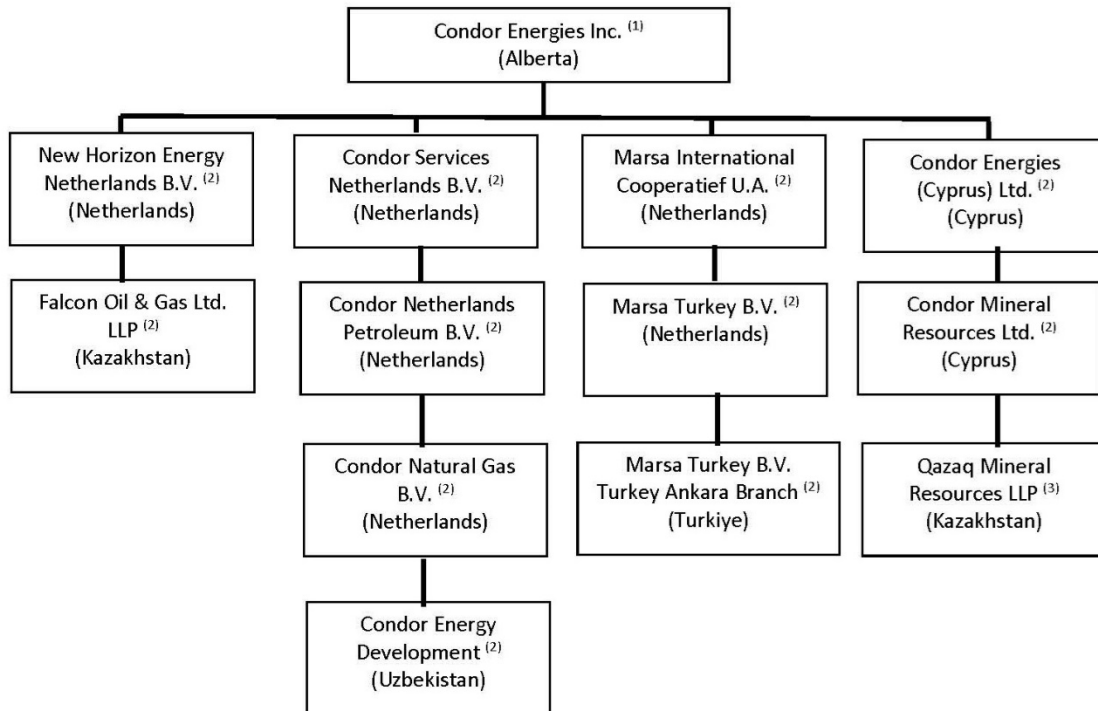 Condor Energies Inc. (1)
(Alberta)
New Horizon Energy
Netherlands B.V. (2)
(Netherlands)
Condor Services
Netherlands B.V. (2)
(Netherlands)
Marsa International
Cooperatief U.A. (2)
(Netherlands)
Condor Energies
(Cyprus) Ltd. (2)
(Cyprus)
Falcon Oil & Gas Ltd.
LLP (2)
(Kazakhstan)
Condor Netherlands
Petroleum B.V. (2)
(Netherlands)
Marsa Turkey B.V. (2)
(Netherlands)
Condor Mineral
Resources Ltd. (2)
(Cyprus)
Condor Natural Gas
B.V. (2)
(Netherlands)
Marsa Turkey B.V.
Turkey Ankara Branch (2)
(Turkiye)
Qazaq Mineral
Resources LLP (3)
(Kazakhstan)
Condor Energy
Development (2)
(Uzbekistan)